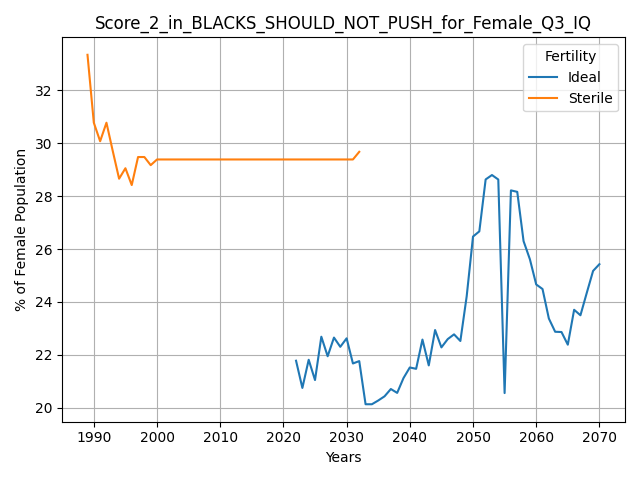 Score_2_in_BLACKS_SHOULD_NOT_PUSH_for_Female_Q3_IQ
Fertility
Ideal
Sterile
% of Female Population
32
30
28
26
24
22
20
1990
2000
2010
2020
2030
2040
2050
2060
2070
Years